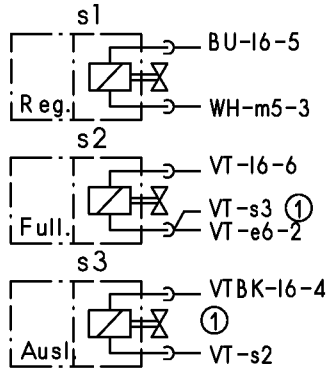 s1
BU-16-5
Reg.
WH-m5-3
s2
VT-16-6
VT-s3 1
Full.
VT-e6-2
s3
VTBK-16-4
1
Ausl.
VT-s2